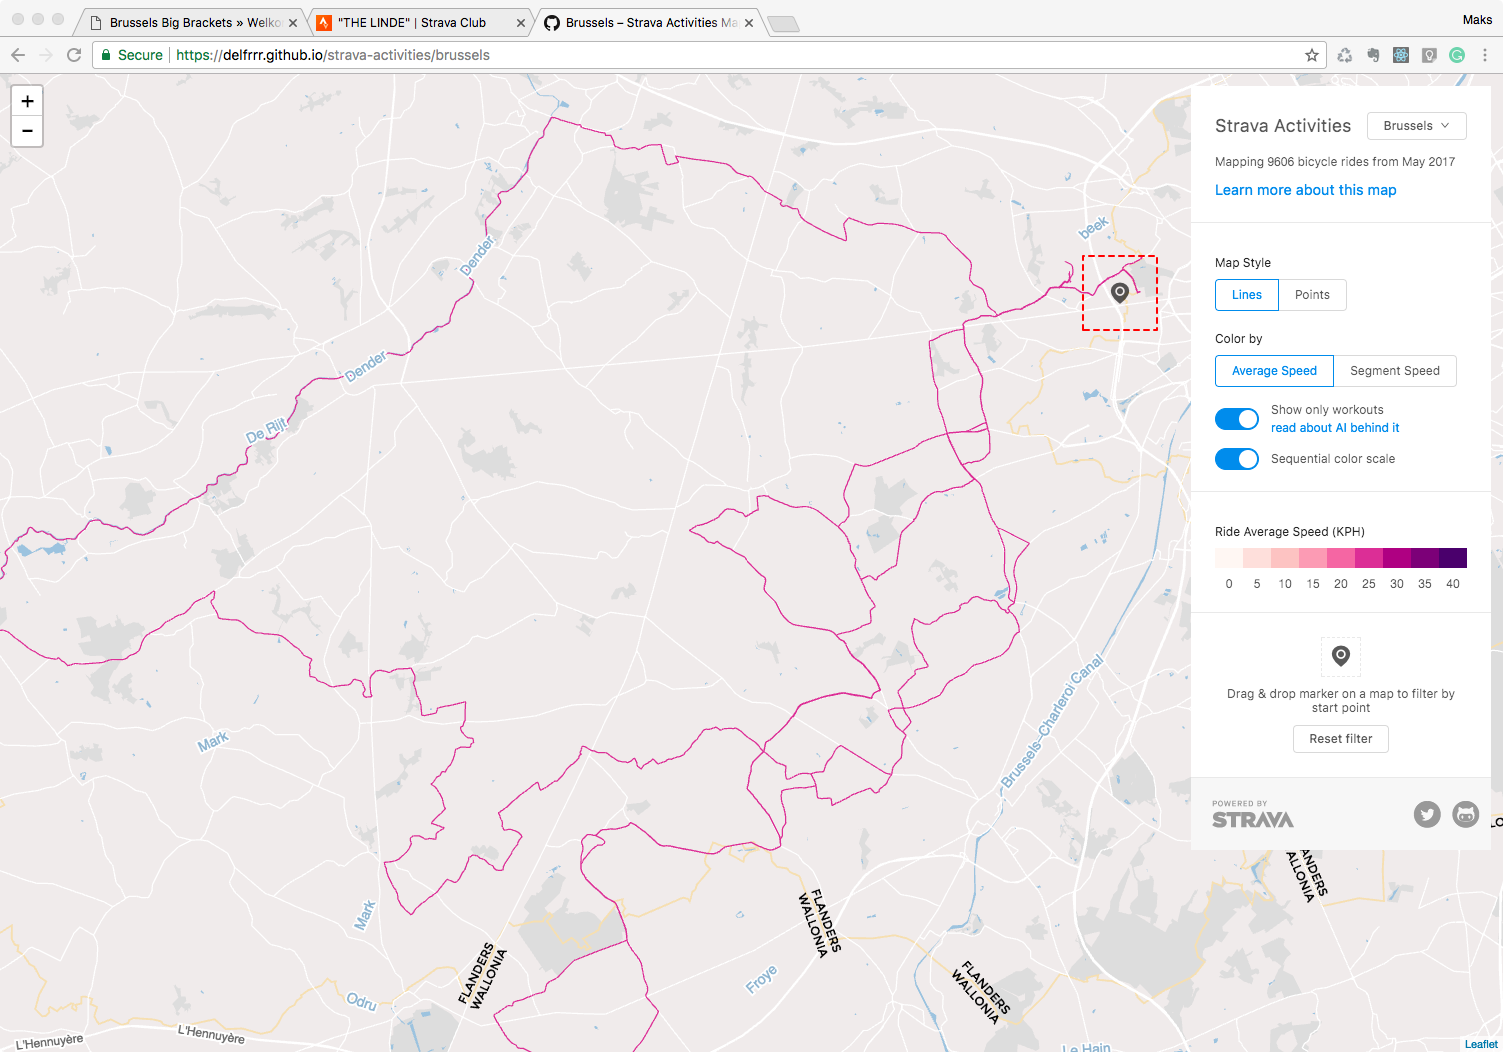 Brussels Big Brackets » Welko
"THE LINDE" | Strava Club
Brussels – Strava Activities Ma
Maks
Secure
https://delfrrr.github.io/strava-activities/brussels
+
−
Strava Activities
Brussels
Mapping 9606 bicycle rides from May 2017
Learn more about this map
Map Style
Lines
Points
Color by
Average Speed
Segment Speed
Show only workouts
read about AI behind it
Sequential color scale
Ride Average Speed (KPH)
0 5 10 15 20 25 30 35 40
Drag & drop marker on a map to filter by
start point
Reset filter
POWERED BY
STRAVA
beek
Dender
Dender
De Rijt
Mark
Mark
Brussels–Charleroi Canal
FLANDERS
WALLONIA
FLANDERS
WALLONIA
FLANDERS
WALLONIA
FLANDERS
WALLONIA
Froye
Odru
L'Hennuyère
L'Hennuyère
Le Hain
LO
Leaflet